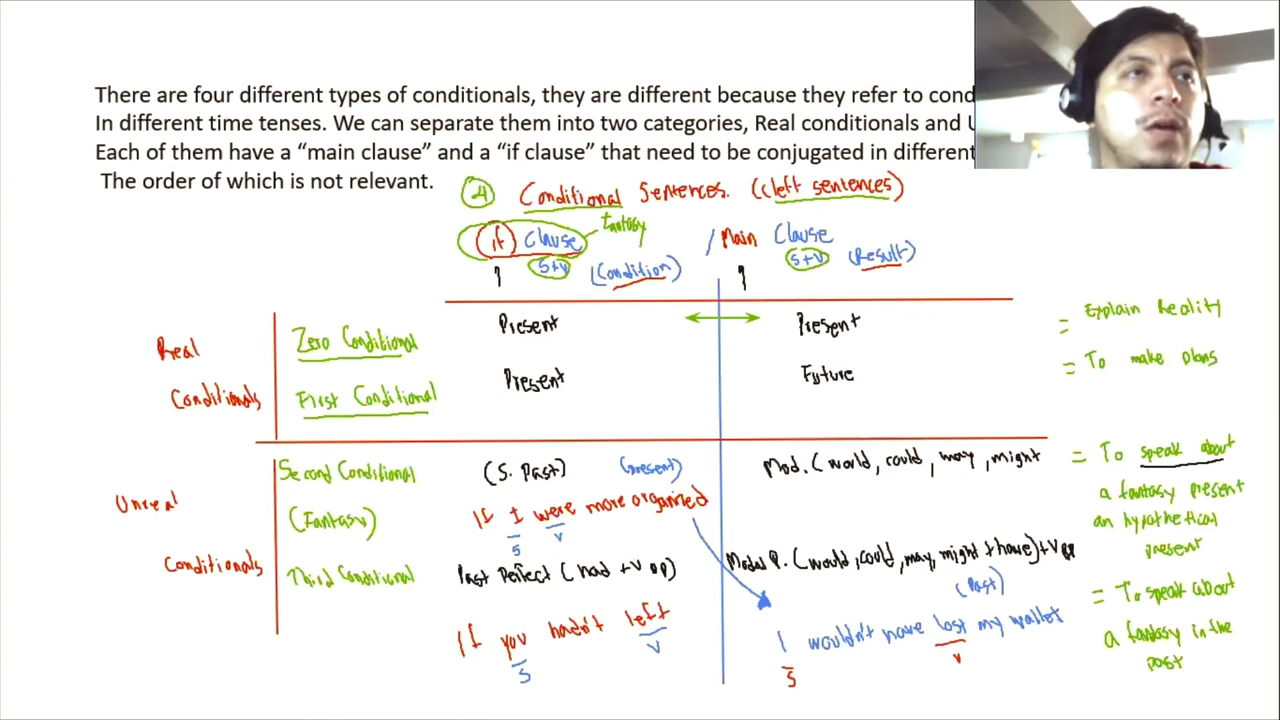 There are four different types of conditionals, they are different because they refer to cond
In different time tenses. We can separate them into two categories, Real conditionals and U
Each of them have a “main clause” and a “if clause” that need to be conjugated in different
The order of which is not relevant.
4 Conditional Sentences. (cleft sentences)
if Clause fantasy / Main Clause
S+V (Condition) S+V (Result)
Present Present = Explain Reality
Real Zero Conditional
Present Future = To make plans
Conditionals First Conditional
Second Conditional (S. Past) (present) Mod. (would, could, may, might = To speak about
Unreal (Fantasy) If I were more organized a fantasy present
S V an hypothetical
present
Conditionals Third Conditional Past Perfect (had + V pp) Modal P. (would, could, may, might + have) + V pp
(Past) = To speak about
If you hadn't left I wouldn't have lost my wallet a fantasy in the
S V S V past